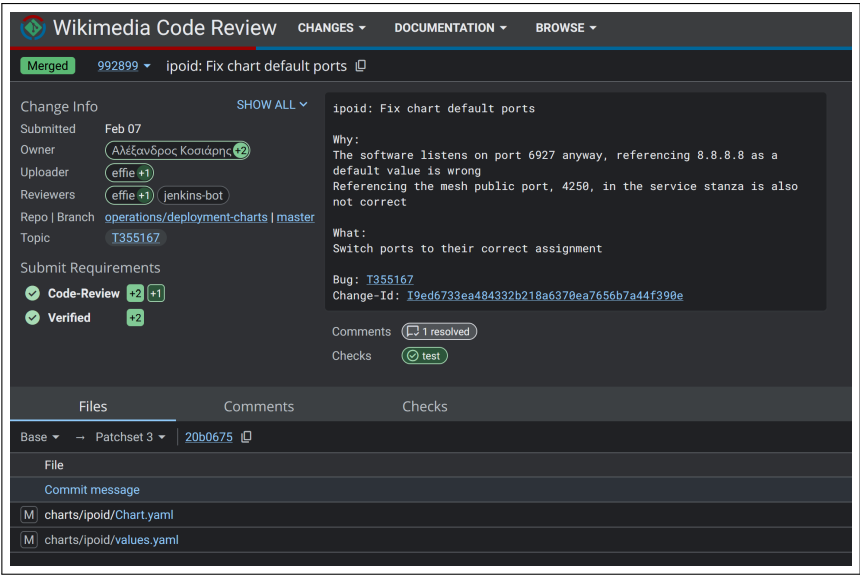 Wikimedia Code Review CHANGES DOCUMENTATION BROWSE
Merged 992899 ipoid: Fix chart default ports
Change Info SHOW ALL
Submitted Feb 07
Owner Αλέξανδρος Κοσιάρης +2
Uploader effie +1
Reviewers effie +1 jenkins-bot
Repo | Branch operations/deployment-charts | master
Topic T355167
Submit Requirements
Code-Review +2 +1
Verified +2
ipoid: Fix chart default ports
Why:
The software listens on port 6927 anyway, referencing 8.8.8.8 as a
default value is wrong
Referencing the mesh public port, 4250, in the service stanza is also
not correct
What:
Switch ports to their correct assignment
Bug: T355167
Change-Id: I9ed6733ea484332b218a6370ea7656b7a44f390e
Comments 1 resolved
Checks test
Files Comments Checks
Base → Patchset 3 20b0675
File
Commit message
M charts/ipoid/Chart.yaml
M charts/ipoid/values.yaml